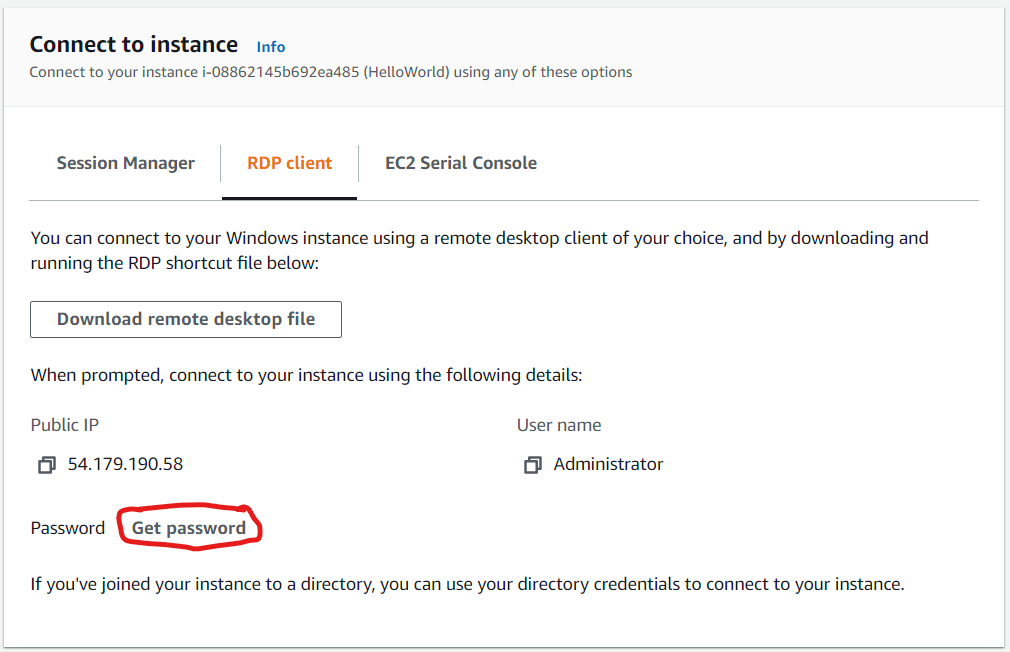 Connect to instance Info
Connect to your instance i-08862145b692ea485 (HelloWorld) using any of these options
Session Manager RDP client EC2 Serial Console
You can connect to your Windows instance using a remote desktop client of your choice, and by downloading and
running the RDP shortcut file below:
Download remote desktop file
When prompted, connect to your instance using the following details:
Public IP User name
54.179.190.58 Administrator
Password Get password
If you've joined your instance to a directory, you can use your directory credentials to connect to your instance.